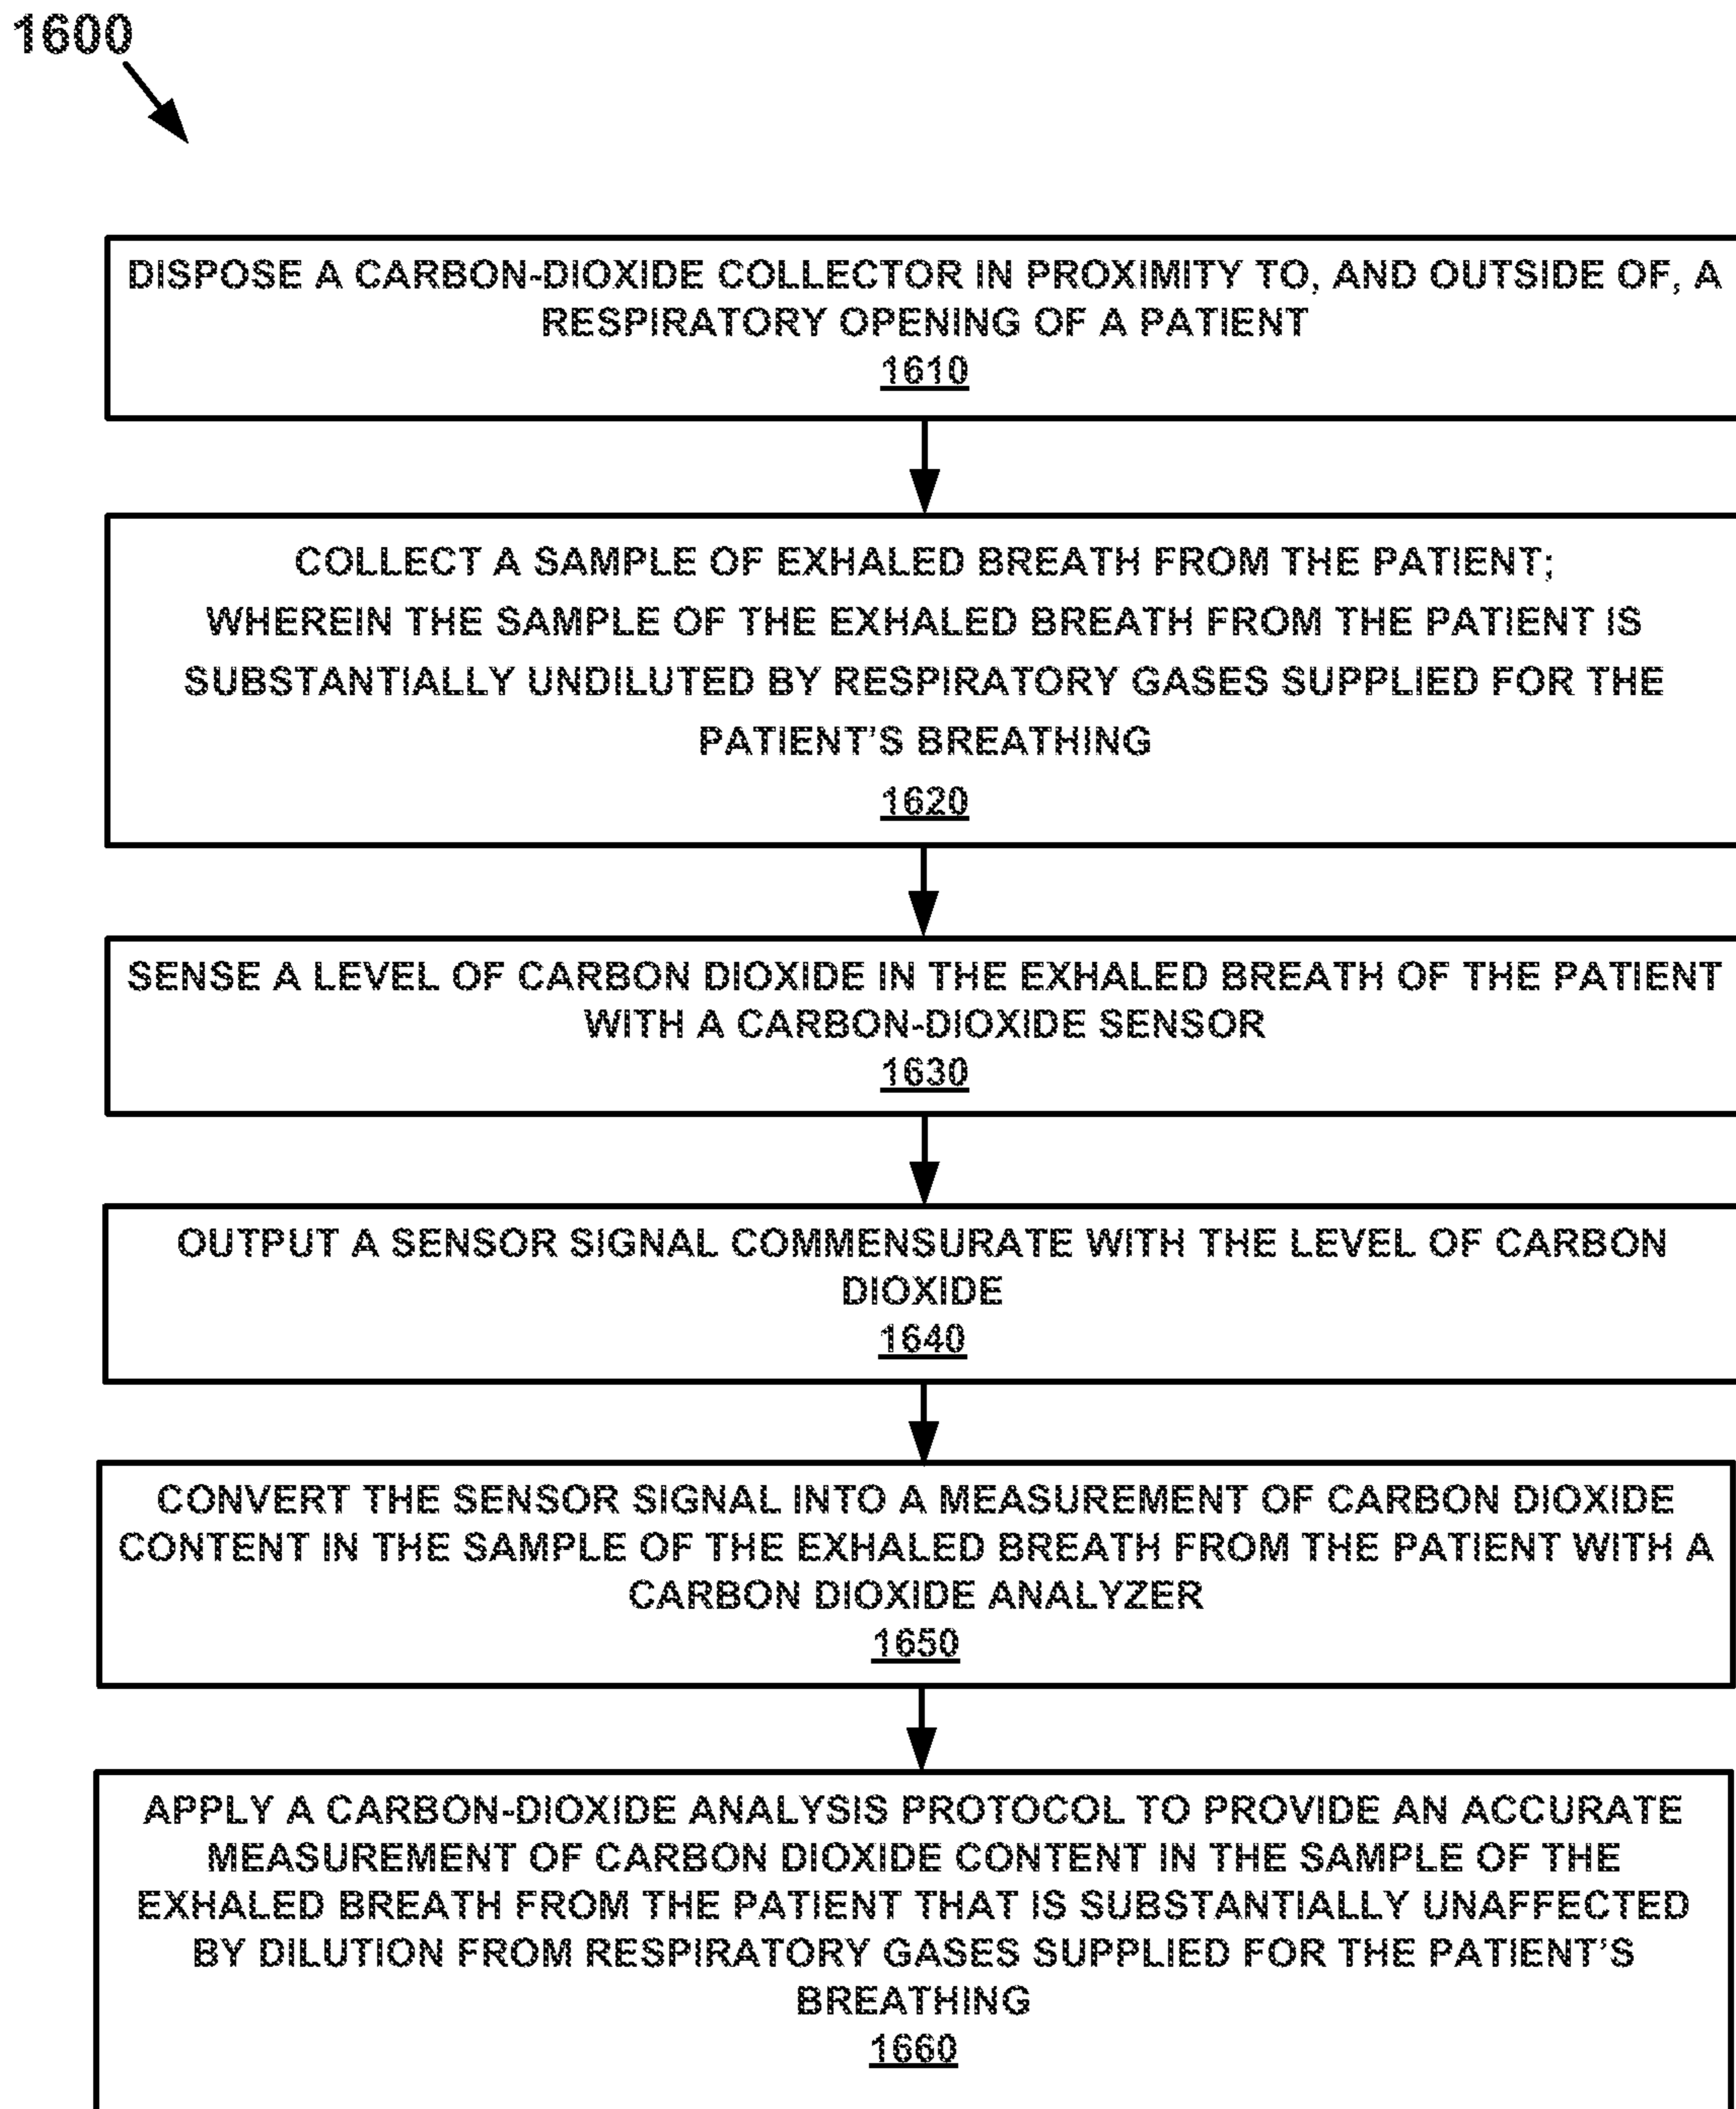 1600
DISPOSE A CARBON-DIOXIDE COLLECTOR IN PROXIMITY TO, AND OUTSIDE OF, A
RESPIRATORY OPENING OF A PATIENT
1610
COLLECT A SAMPLE OF EXHALED BREATH FROM THE PATIENT;
WHEREIN THE SAMPLE OF THE EXHALED BREATH FROM THE PATIENT IS
SUBSTANTIALLY UNDILUTED BY RESPIRATORY GASES SUPPLIED FOR THE
PATIENT'S BREATHING
1620
SENSE A LEVEL OF CARBON DIOXIDE IN THE EXHALED BREATH OF THE PATIENT
WITH A CARBON-DIOXIDE SENSOR
1630
OUTPUT A SENSOR SIGNAL COMMENSURATE WITH THE LEVEL OF CARBON
DIOXIDE
1640
CONVERT THE SENSOR SIGNAL INTO A MEASUREMENT OF CARBON DIOXIDE
CONTENT IN THE SAMPLE OF THE EXHALED BREATH FROM THE PATIENT WITH A
CARBON DIOXIDE ANALYZER
1650
APPLY A CARBON-DIOXIDE ANALYSIS PROTOCOL TO PROVIDE AN ACCURATE
MEASUREMENT OF CARBON DIOXIDE CONTENT IN THE SAMPLE OF THE
EXHALED BREATH FROM THE PATIENT THAT IS SUBSTANTIALLY UNAFFECTED
BY DILUTION FROM RESPIRATORY GASES SUPPLIED FOR THE PATIENT'S
BREATHING
1660